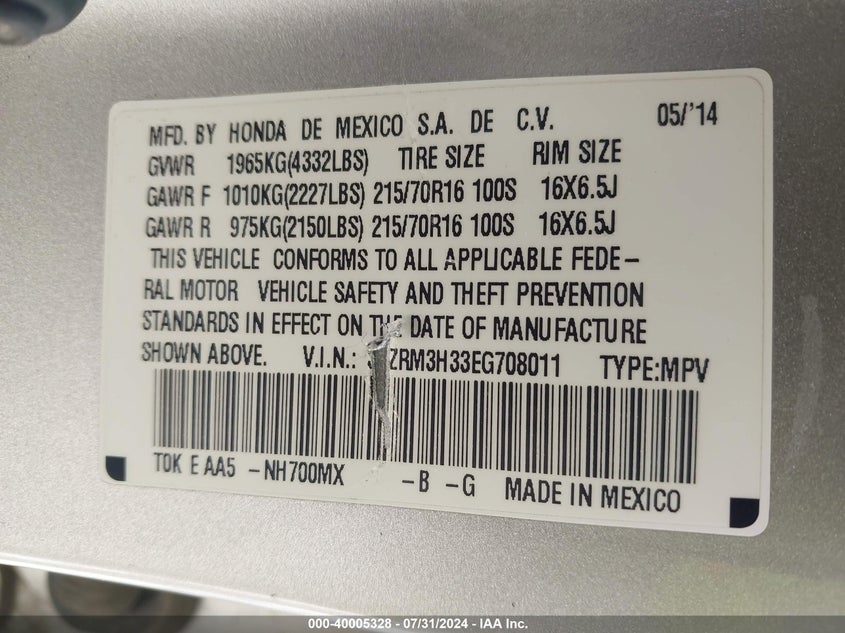 MFD. BY HONDA DE MEXICO S.A. DE C.V. 05/'14
GVWR 1965KG(4332LBS) TIRE SIZE RIM SIZE
GAWR F 1010KG(2227LBS) 215/70R16 100S 16X6.5J
GAWR R 975KG(2150LBS) 215/70R16 100S 16X6.5J
THIS VEHICLE CONFORMS TO ALL APPLICABLE FEDE-
RAL MOTOR VEHICLE SAFETY AND THEFT PREVENTION
STANDARDS IN EFFECT ON THE DATE OF MANUFACTURE
SHOWN ABOVE. V.I.N.: ZRM3H33EG708011 TYPE:MPV
T0K E AA5 -NH700MX -B -G MADE IN MEXICO
000-40005328 - 07/31/2024 - IAA Inc.